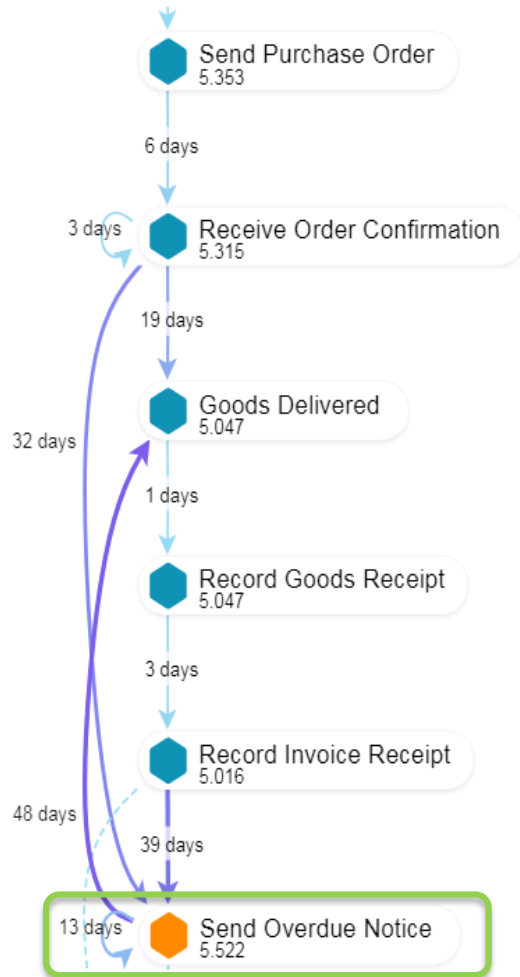 Send Purchase Order
5.353
6 days
3 days
Receive Order Confirmation
5.315
19 days
Goods Delivered
5.047
32 days
1 days
Record Goods Receipt
5.047
3 days
Record Invoice Receipt
5.016
48 days
39 days
13 days
Send Overdue Notice
5.522